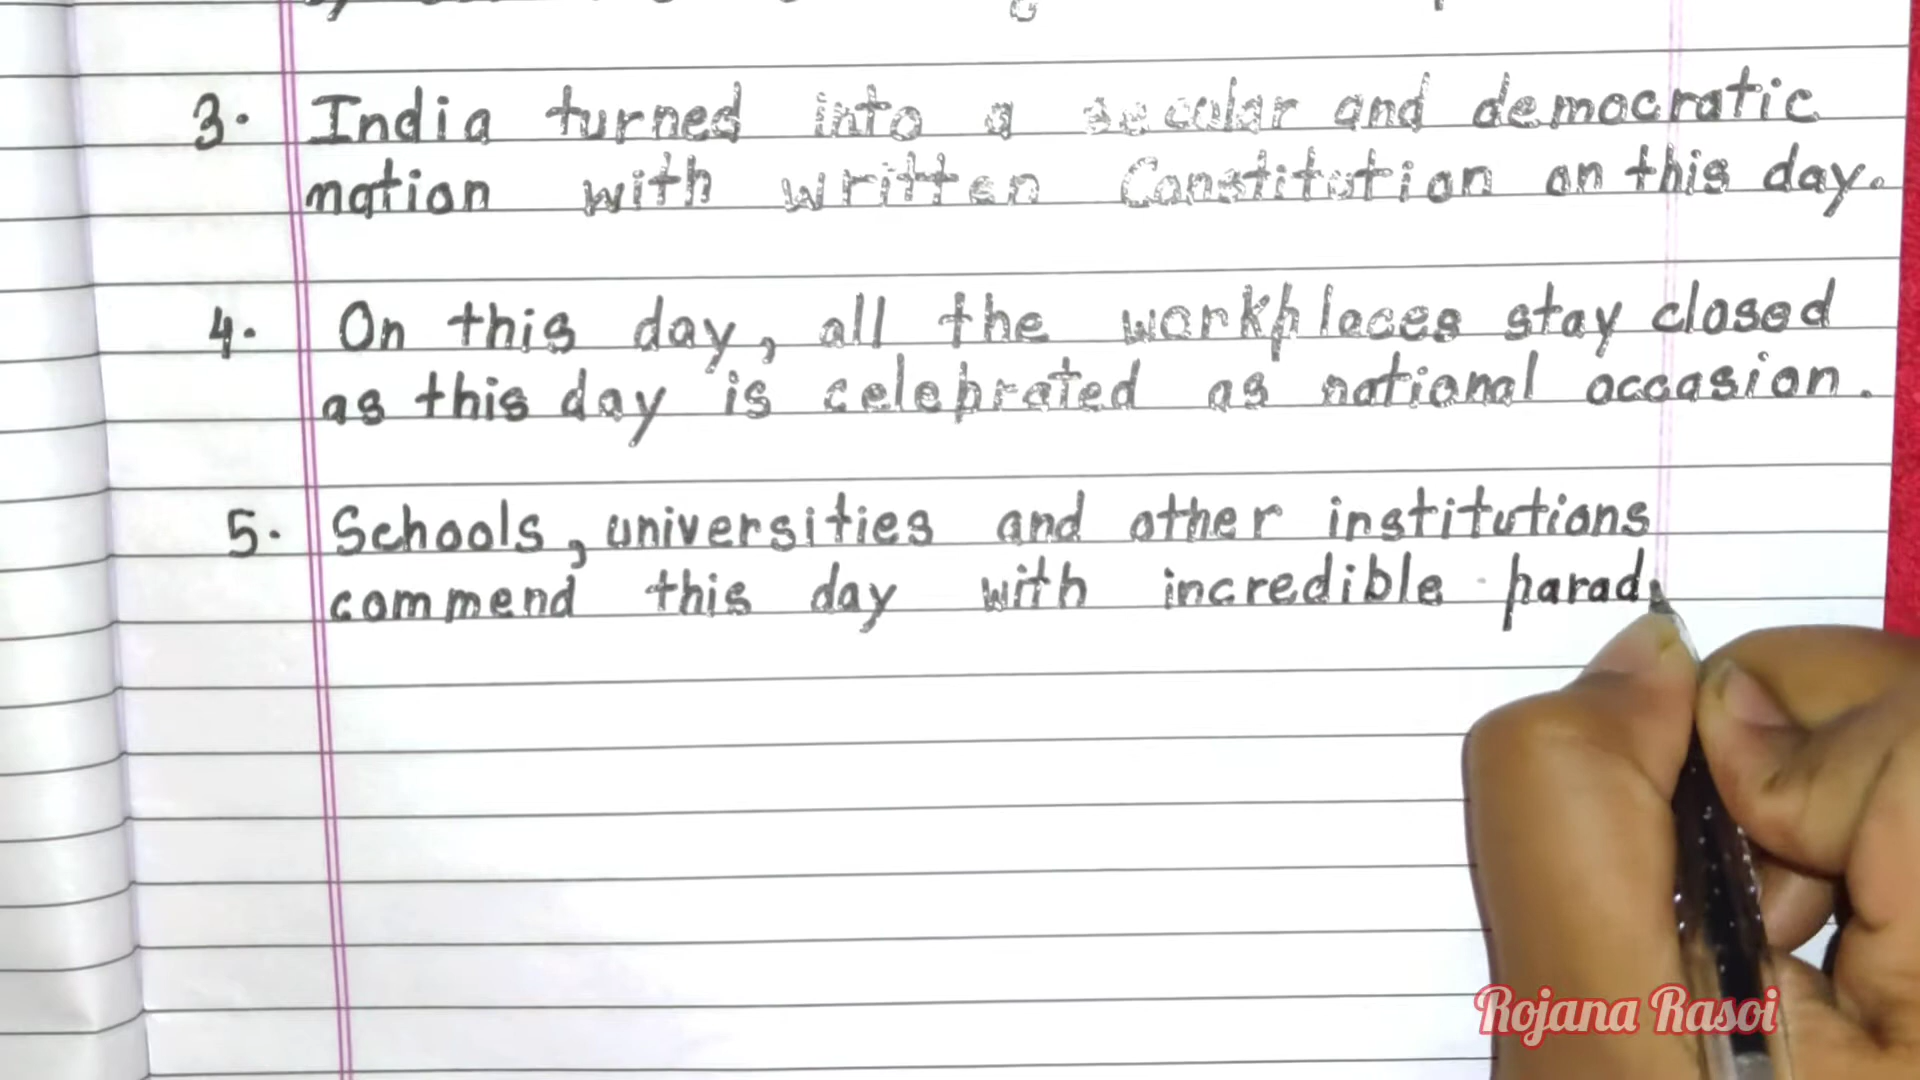 3. India turned into a secular and democratic
nation with written Constitution on this day.
4. On this day, all the workplaces stay closed
as this day is celebrated as national occasion.
5. Schools, universities and other institutions
commend this day with incredible parad
Rojana Rasoi